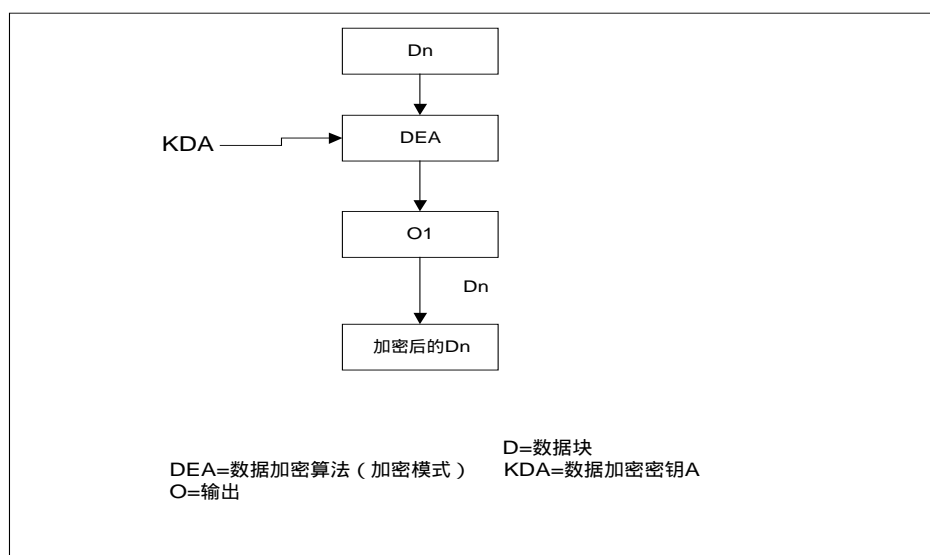 Dn
KDA
DEA
O1
Dn
加密后的Dn
D=数据块
DEA=数据加密算法（加密模式）
KDA=数据加密密钥A
O=输出